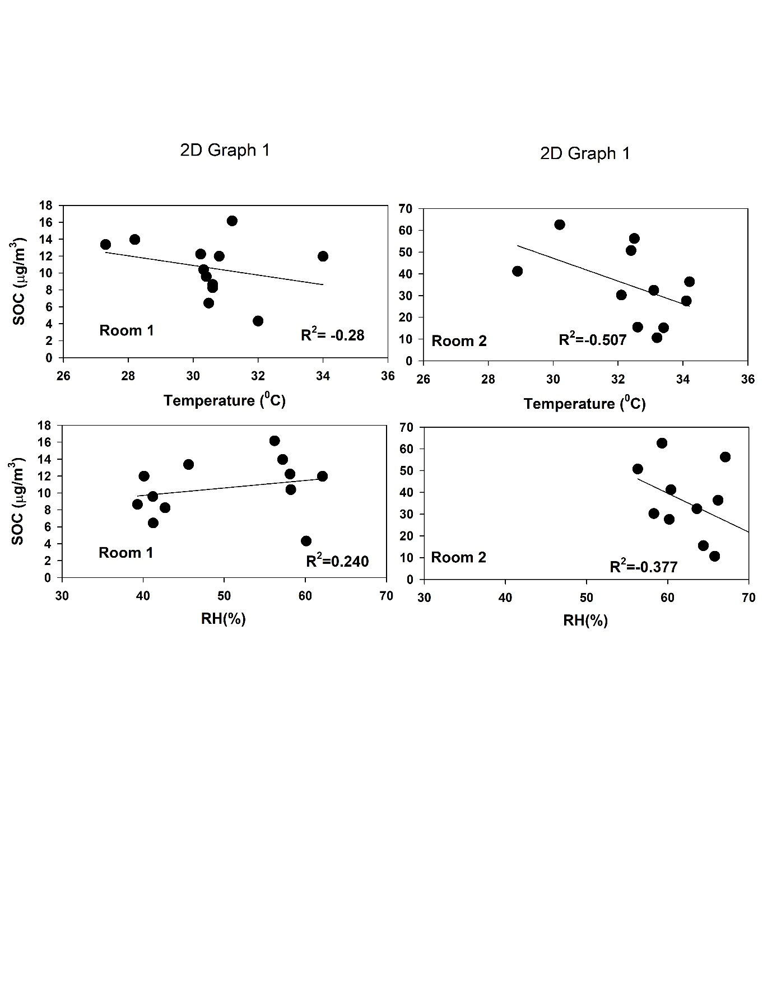 2D Graph 1
2D Graph 1
18
16
14
12
10
8
6
4
2
0
SOC (μg/m³)
Room 1
R²= -0.28
26 28 30 32 34 36
Temperature (⁰C)
70
60
50
40
30
20
10
0
Room 2
R²=-0.507
26 28 30 32 34 36
Temperature (⁰C)
18
16
14
12
10
8
6
4
2
0
SOC (μg/m³)
Room 1
R²=0.240
30 40 50 60 70
RH(%)
70
60
50
40
30
20
10
0
Room 2
R²=-0.377
30 40 50 60 70
RH(%)